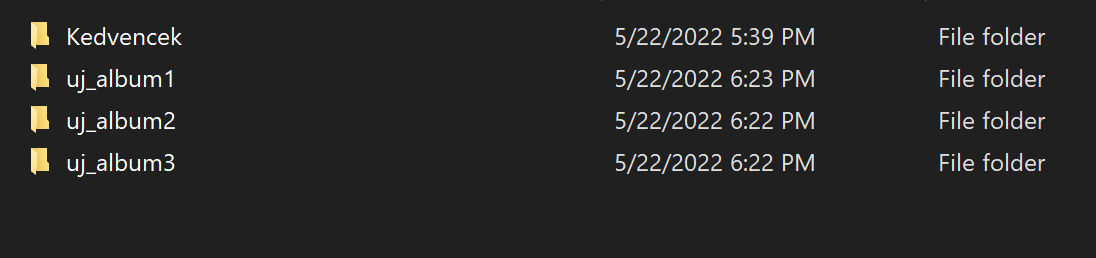 Kedvencek 5/22/2022 5:39 PM File folder
uj_album1 5/22/2022 6:23 PM File folder
uj_album2 5/22/2022 6:22 PM File folder
uj_album3 5/22/2022 6:22 PM File folder